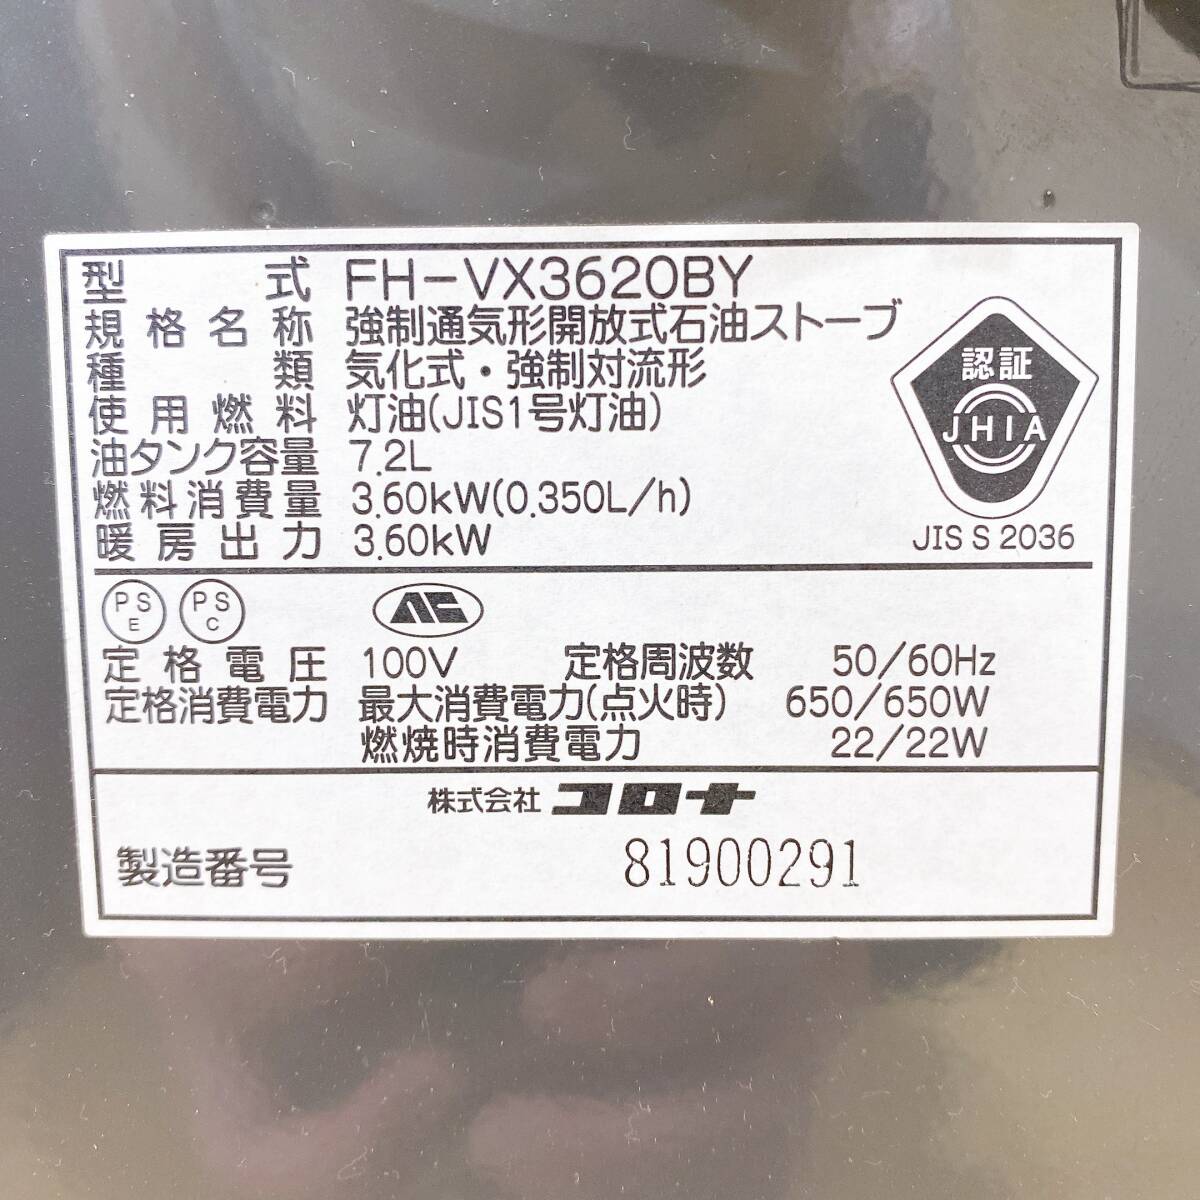 型式 FH-VX3620BY
規格名称 強制通気形開放式石油ストーブ
種類 気化式・強制対流形
使用燃料 灯油(JIS1号灯油)
油タンク容量 7.2L
燃料消費量 3.60kW(0.350L/h)
暖房出力 3.60kW
認証
JHIA
JIS S 2036
PS E PS C
定格電圧 100V 定格周波数 50/60Hz
定格消費電力 最大消費電力(点火時) 650/650W
燃焼時消費電力 22/22W
株式会社 コロナ
製造番号 81900291